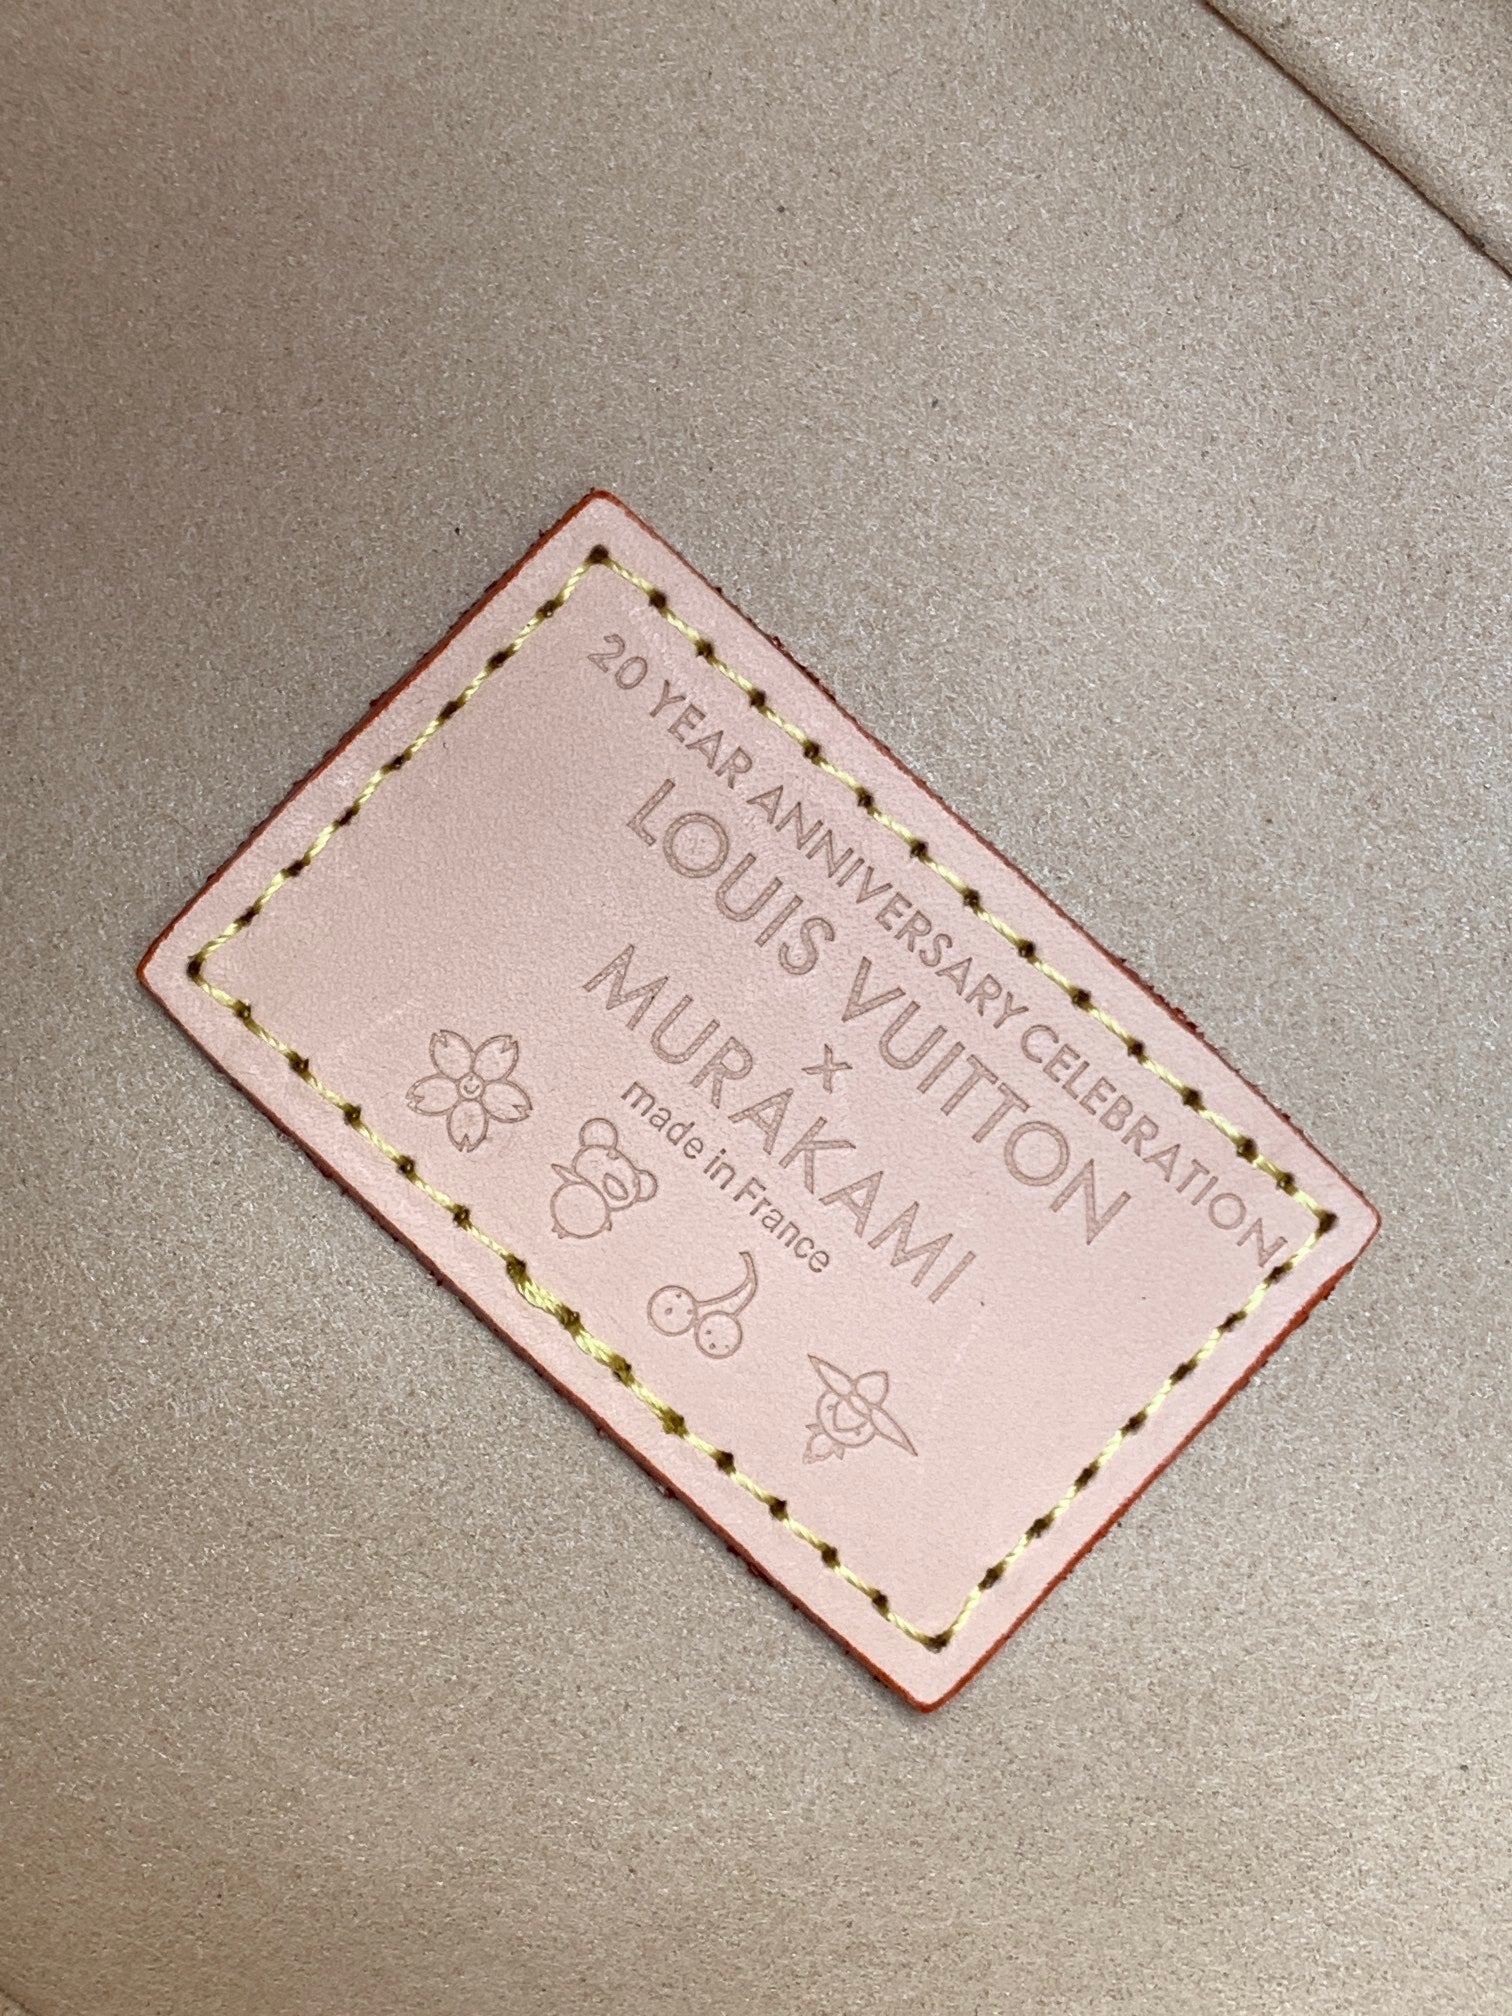 20 YEAR ANNIVERSARY CELEBRATION
LOUIS VUITTON
x
MURAKAMI
made in France